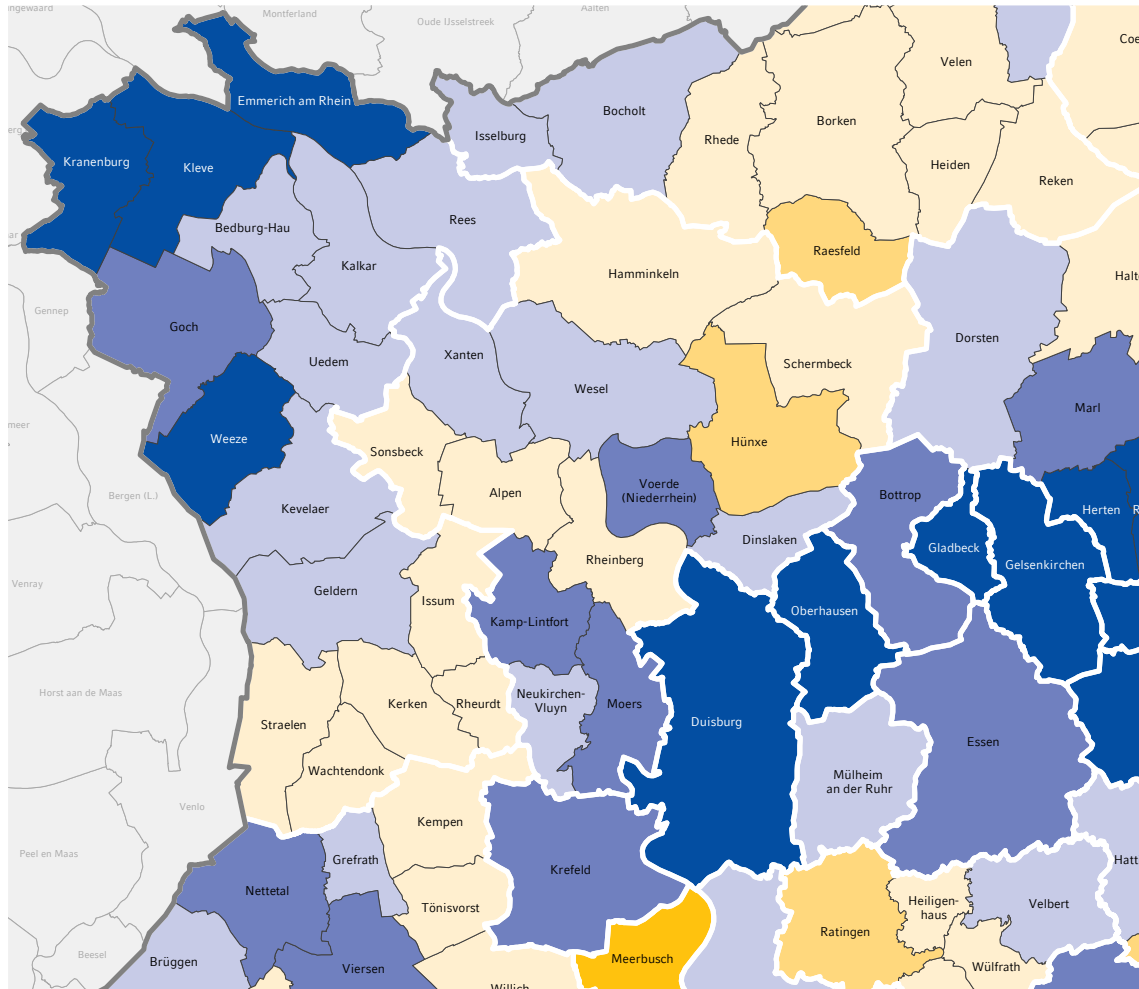 Montferland
Oude IJsselstreek
Aalten
Coe
Velen
Emmerich am Rhein
Bocholt
Borken
Isselburg
Rhede
Kranenburg
Kleve
Heiden
Reken
Bedburg-Hau
Rees
Kalkar
Raesfeld
Hamminkeln
Halt
Gennep
Goch
Dorsten
Uedem
Xanten
Schermbeck
Wesel
Marl
Weeze
Sonsbeck
Hünxe
Voerde
(Niederrhein)
Alpen
Bergen (L.)
Bottrop
Kevelaer
Herten
R
Dinslaken
Gladbeck
Rheinberg
Gelsenkirchen
Venray
Geldern
Issum
Oberhausen
Kamp-Lintfort
Horst aan de Maas
Neukirchen-
Vluyn
Kerken
Rheurdt
Moers
Straelen
Duisburg
Essen
Wachtendonk
Mülheim
an der Ruhr
Venlo
Kempen
Peel en Maas
Grefrath
Hatt
Krefeld
Nettetal
Tönisvorst
Heiligen-
haus
Velbert
Ratingen
Beesel
Brüggen
Viersen
Meerbusch
Wülfrath
Willich